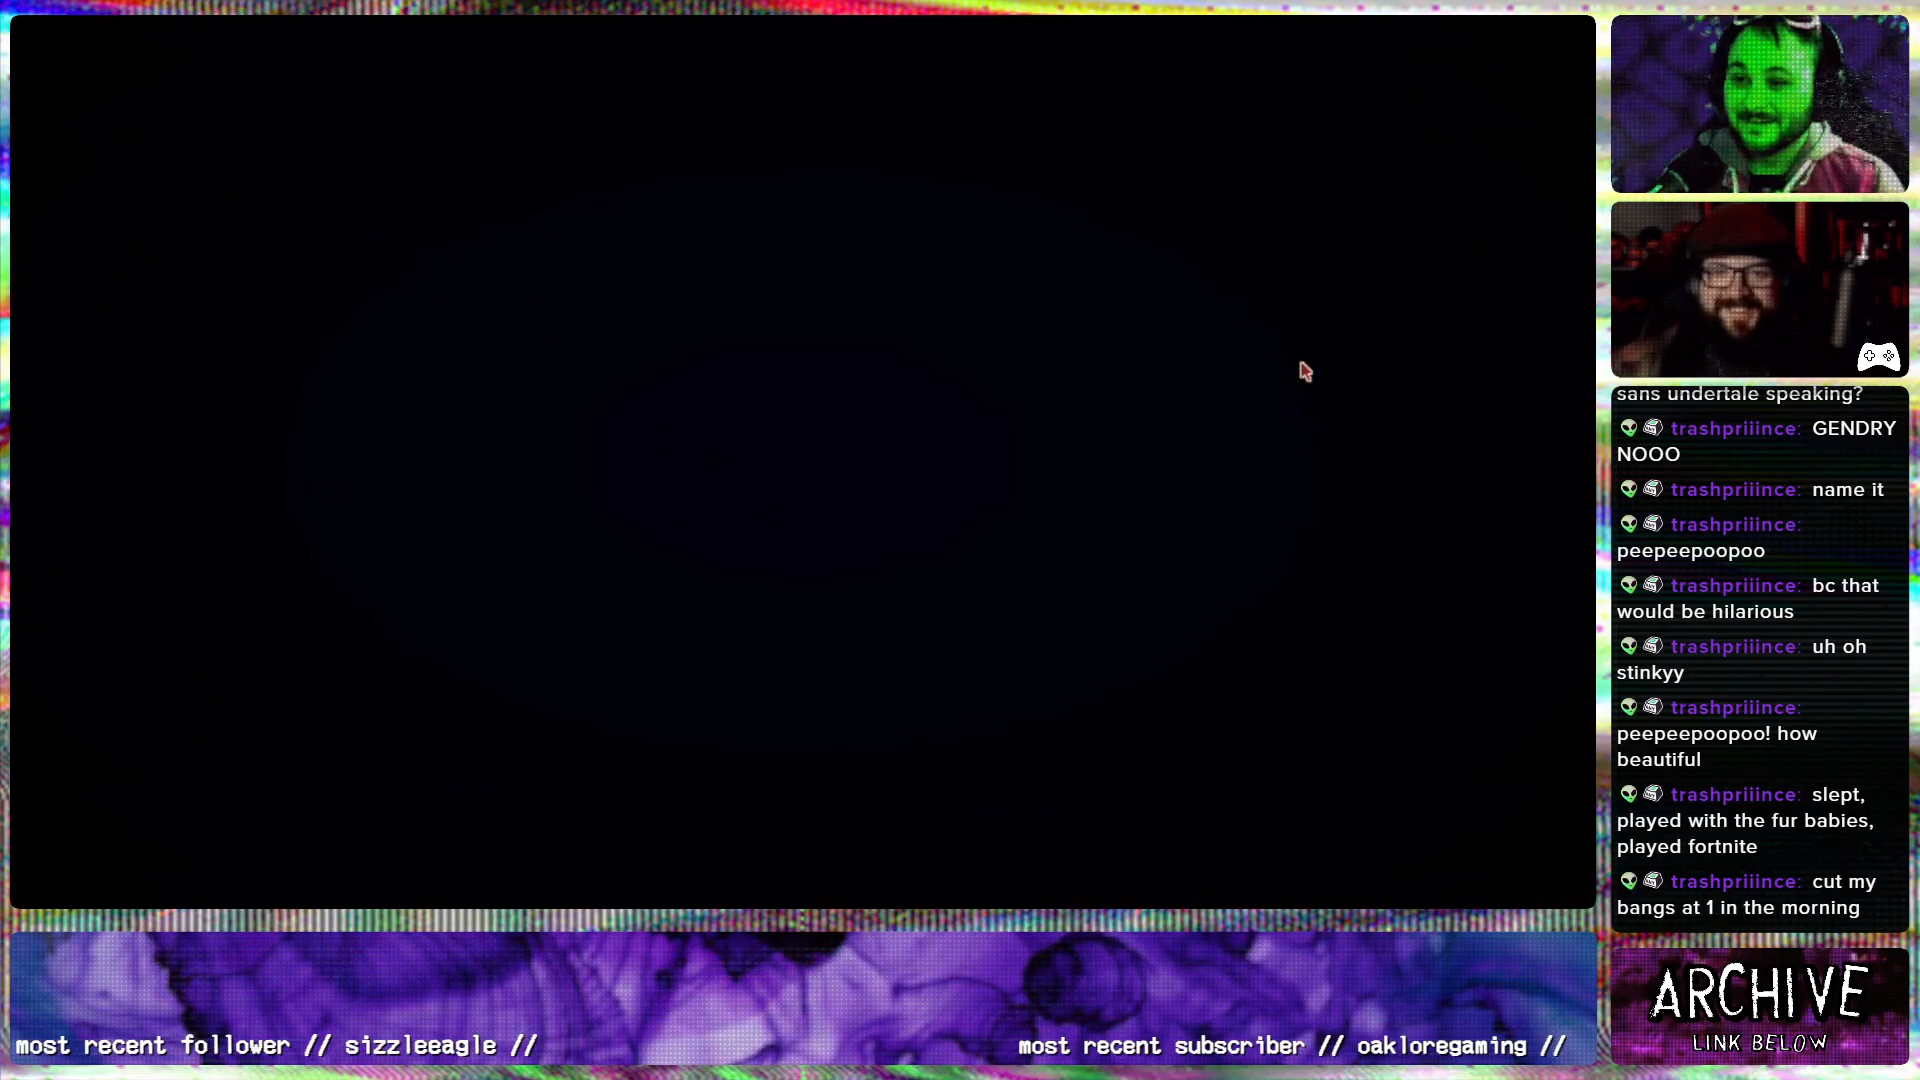 sans undertale speaking?
trashpriiince: GENDRY
NOOO
trashpriiince: name it
trashpriiince:
peepeepoopoo
trashpriiince: bc that
would be hilarious
trashpriiince: uh oh
stinkyy
trashpriiince:
peepeepoopoo! how
beautiful
trashpriiince: slept,
played with the fur babies,
played fortnite
trashpriiince: cut my
bangs at 1 in the morning
most recent follower // sizzleeagle //
most recent subscriber // oakloregaming //
ARCHIVE
LINK BELOW